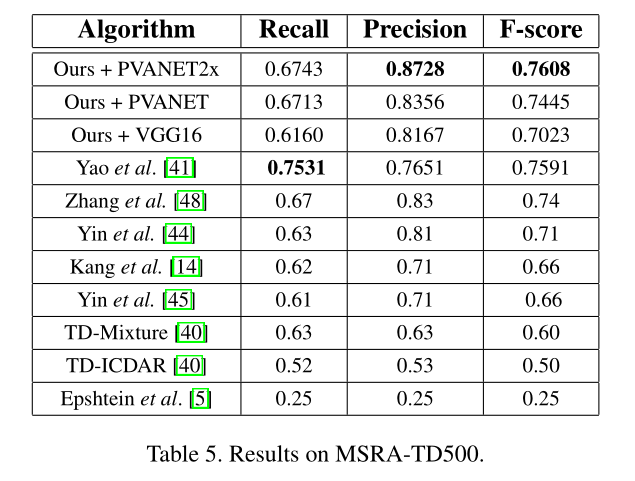 Algorithm Recall Precision F-score
Ours + PVANET2x 0.6743 0.8728 0.7608
Ours + PVANET 0.6713 0.8356 0.7445
Ours + VGG16 0.6160 0.8167 0.7023
Yao et al. [41] 0.7531 0.7651 0.7591
Zhang et al. [48] 0.67 0.83 0.74
Yin et al. [44] 0.63 0.81 0.71
Kang et al. [14] 0.62 0.71 0.66
Yin et al. [45] 0.61 0.71 0.66
TD-Mixture [40] 0.63 0.63 0.60
TD-ICDAR [40] 0.52 0.53 0.50
Epshtein et al. [5] 0.25 0.25 0.25
Table 5. Results on MSRA-TD500.